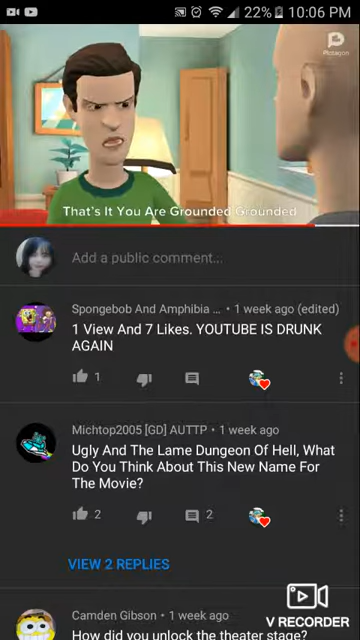 22% 10:06 PM
Plotagon
That's It You Are Grounded Grounded
Add a public comment...
Spongebob And Amphibia ... • 1 week ago (edited)
1 View And 7 Likes. YOUTUBE IS DRUNK
AGAIN
1
Michtop2005 [GD] AUTTP • 1 week ago
Ugly And The Lame Dungeon Of Hell, What
Do You Think About This New Name For
The Movie?
2 2
VIEW 2 REPLIES
Camden Gibson • 1 week ago
How did you unlock the theater stage?
V RECORDER